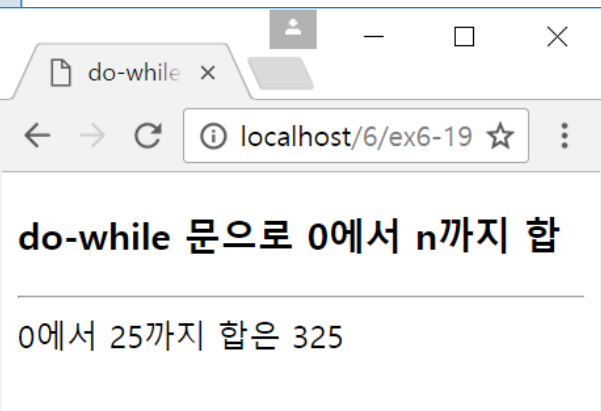 do-while
localhost/6/ex6-19
do-while 문으로 0에서 n까지 합
0에서 25까지 합은 325